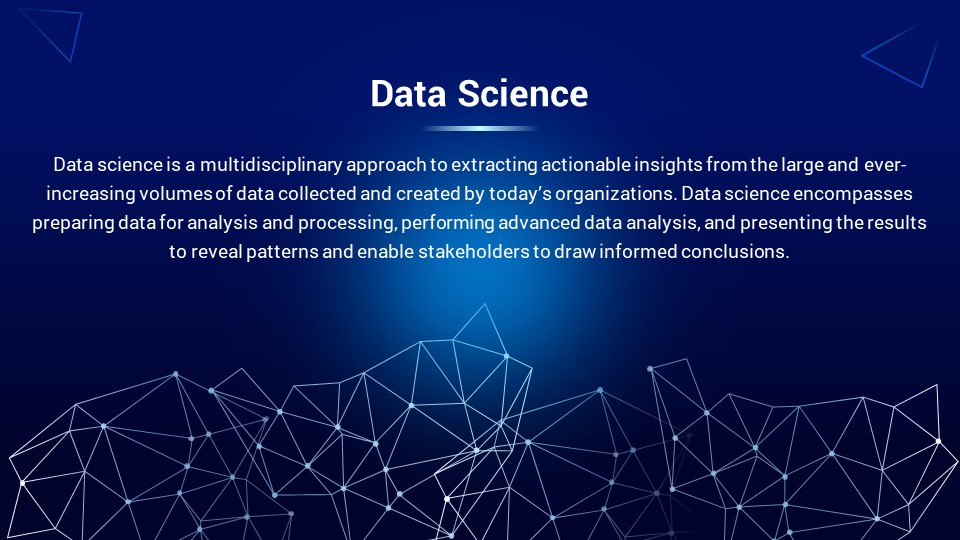 Data Science
Data science is a multidisciplinary approach to extracting actionable insights from the large and ever-
increasing volumes of data collected and created by today’s organizations. Data science encompasses
preparing data for analysis and processing, performing advanced data analysis, and presenting the results
to reveal patterns and enable stakeholders to draw informed conclusions.